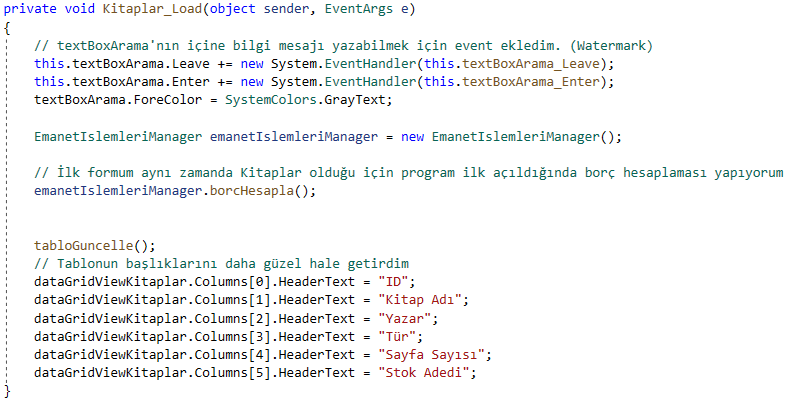 private void Kitaplar_Load(object sender, EventArgs e)
{
// textBoxArama'nın içine bilgi mesajı yazabilmek için event ekledim. (Watermark)
this.textBoxArama.Leave += new System.EventHandler(this.textBoxArama_Leave);
this.textBoxArama.Enter += new System.EventHandler(this.textBoxArama_Enter);
textBoxArama.ForeColor = SystemColors.GrayText;
EmanetIslemleriManager emanetIslemleriManager = new EmanetIslemleriManager();
// İlk formum aynı zamanda Kitaplar olduğu için program ilk açıldığında borç hesaplaması yapıyorum
emanetIslemleriManager.borcHesapla();
tabloGuncelle();
// Tablonun başlıklarını daha güzel hale getirdim
dataGridViewKitaplar.Columns[0].HeaderText = "ID";
dataGridViewKitaplar.Columns[1].HeaderText = "Kitap Adı";
dataGridViewKitaplar.Columns[2].HeaderText = "Yazar";
dataGridViewKitaplar.Columns[3].HeaderText = "Tür";
dataGridViewKitaplar.Columns[4].HeaderText = "Sayfa Sayısı";
dataGridViewKitaplar.Columns[5].HeaderText = "Stok Adedi";
}